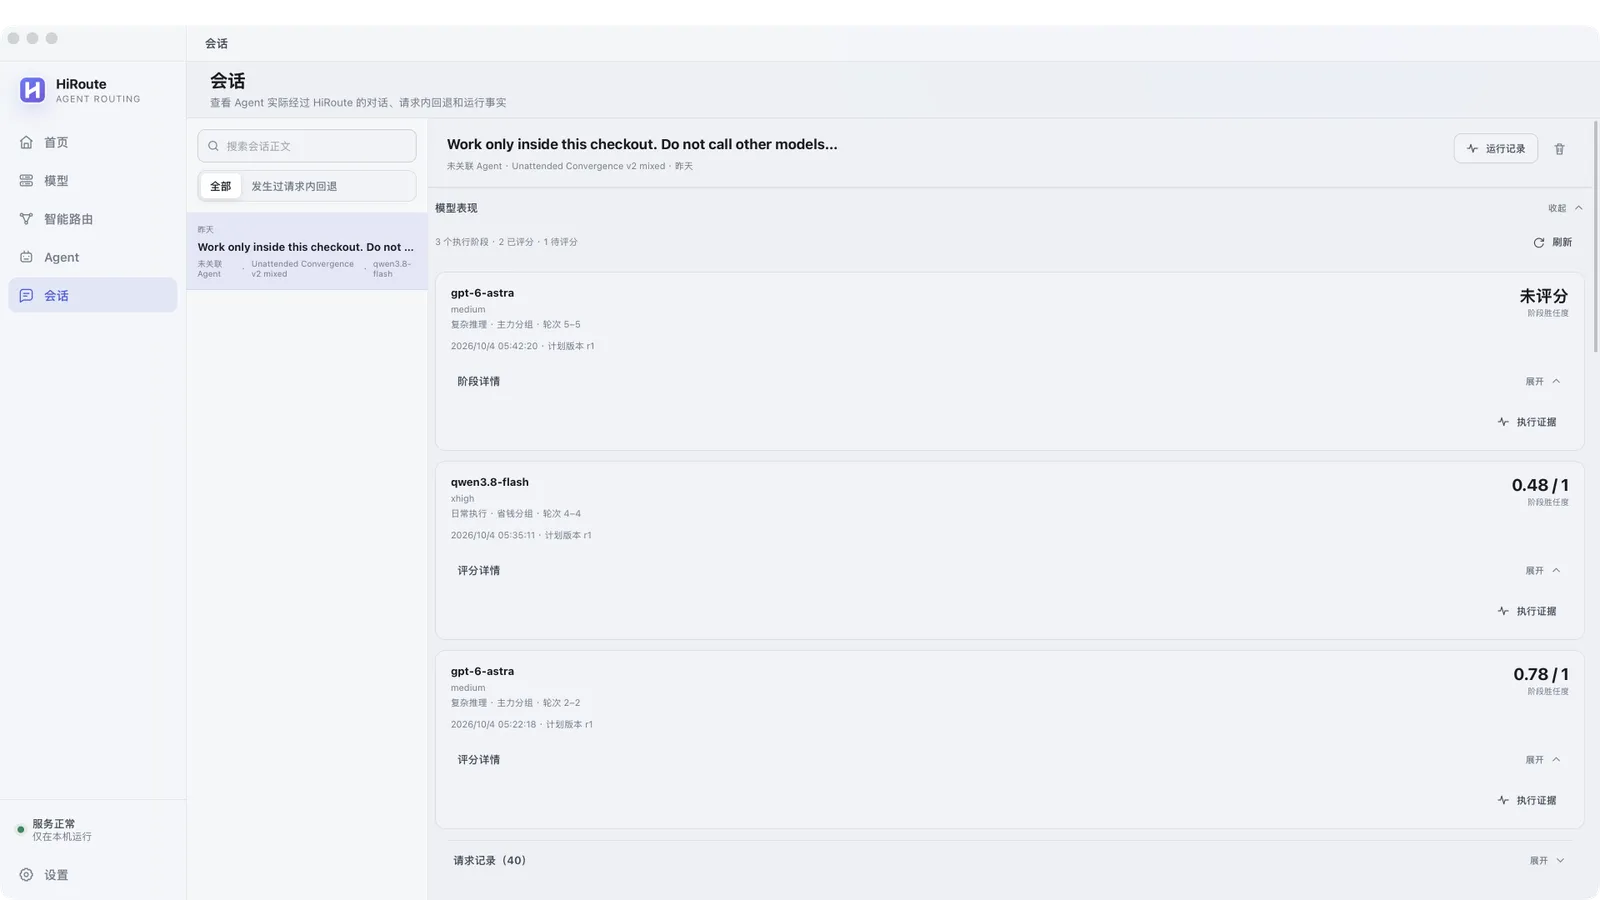 会话
HiRoute
AGENT ROUTING
首页
模型
智能路由
Agent
会话
服务正常
仅在本机运行
设置
会话
查看 Agent 实际经过 HiRoute 的对话、请求内回退和运行事实
搜索会话正文
全部
发生过请求内回退
昨天
Work only inside this checkout. Do not ...
未关联 Agent · Unattended Convergence v2 mixed · qwen3.8-flash
Work only inside this checkout. Do not call other models...
未关联 Agent · Unattended Convergence v2 mixed · 昨天
运行记录
模型表现
收起
3 个执行阶段 · 2 已评分 · 1 待评分
刷新
gpt-6-astra
未评分
medium
阶段胜任度
复杂推理 · 主力分组 · 轮次 5–5
2026/10/4 05:42:20 · 计划版本 r1
阶段详情
展开
执行证据
qwen3.8-flash
0.48 / 1
xhigh
阶段胜任度
日常执行 · 省钱分组 · 轮次 4–4
2026/10/4 05:35:11 · 计划版本 r1
评分详情
展开
执行证据
gpt-6-astra
0.78 / 1
medium
阶段胜任度
复杂推理 · 主力分组 · 轮次 2–2
2026/10/4 05:22:18 · 计划版本 r1
评分详情
展开
执行证据
请求记录（40）
展开